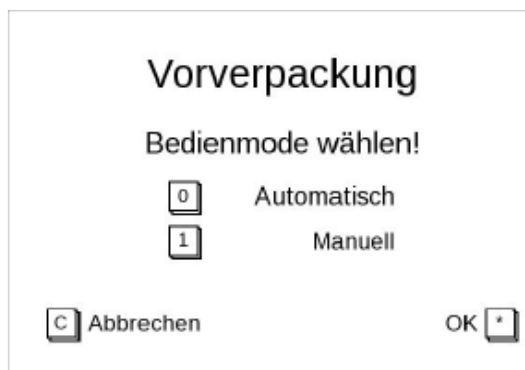 Vorverpackung
Bedienmode wählen!
0 Automatisch
1 Manuell
C Abbrechen OK *